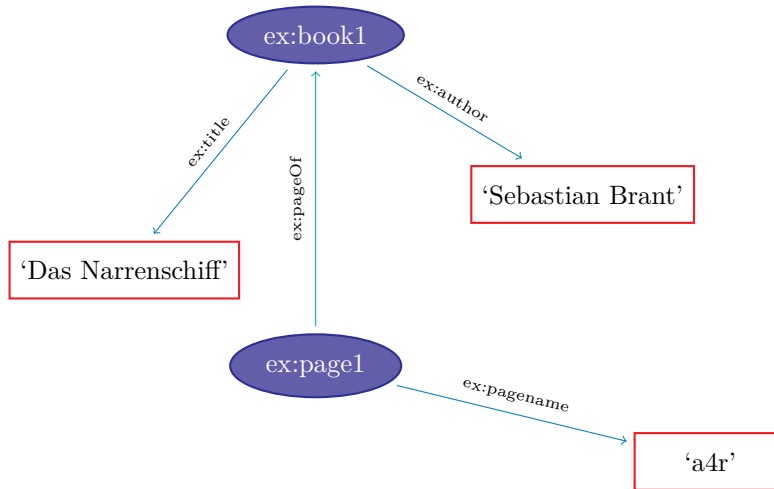 ex:book1
ex:author
ex:title
ex:pageOf
‘Sebastian Brant’
‘Das Narrenschiff’
ex:page1
ex:pagename
‘a4r’